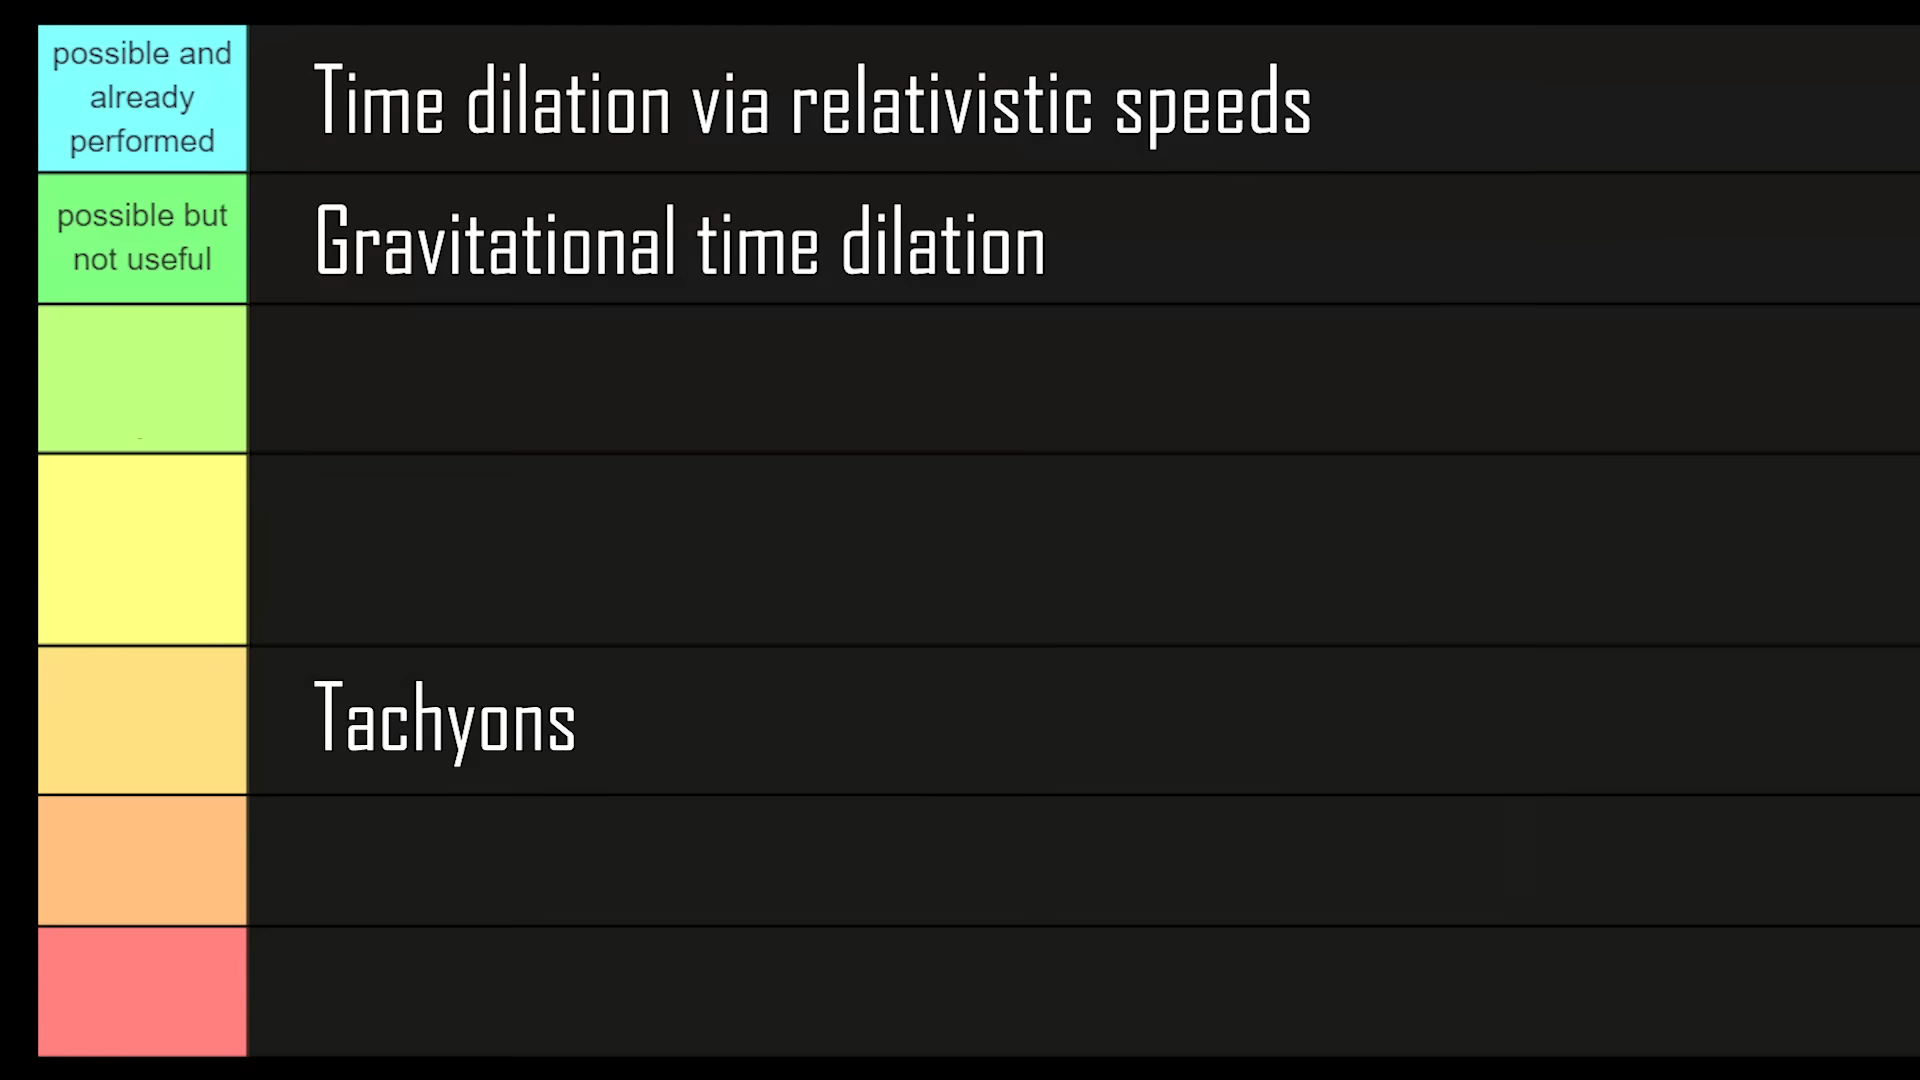 possible and
already
performed
Time dilation via relativistic speeds
possible but
not useful
Gravitational time dilation
Tachyons